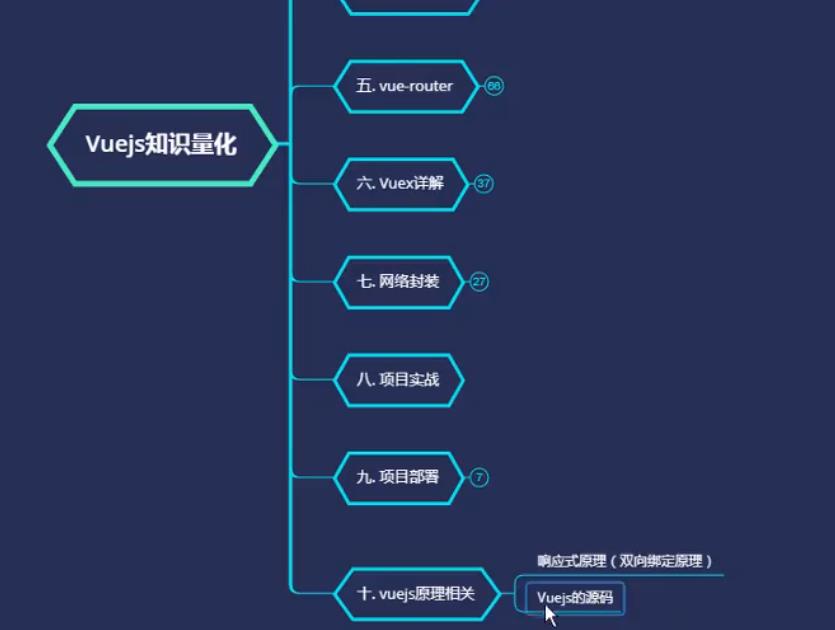 五. vue-router
66
Vuejs知识量化
六. Vuex详解
37
七. 网络封装
27
八. 项目实战
九. 项目部署
7
响应式原理 ( 双向绑定原理 )
十. vuejs原理相关
Vuejs的源码